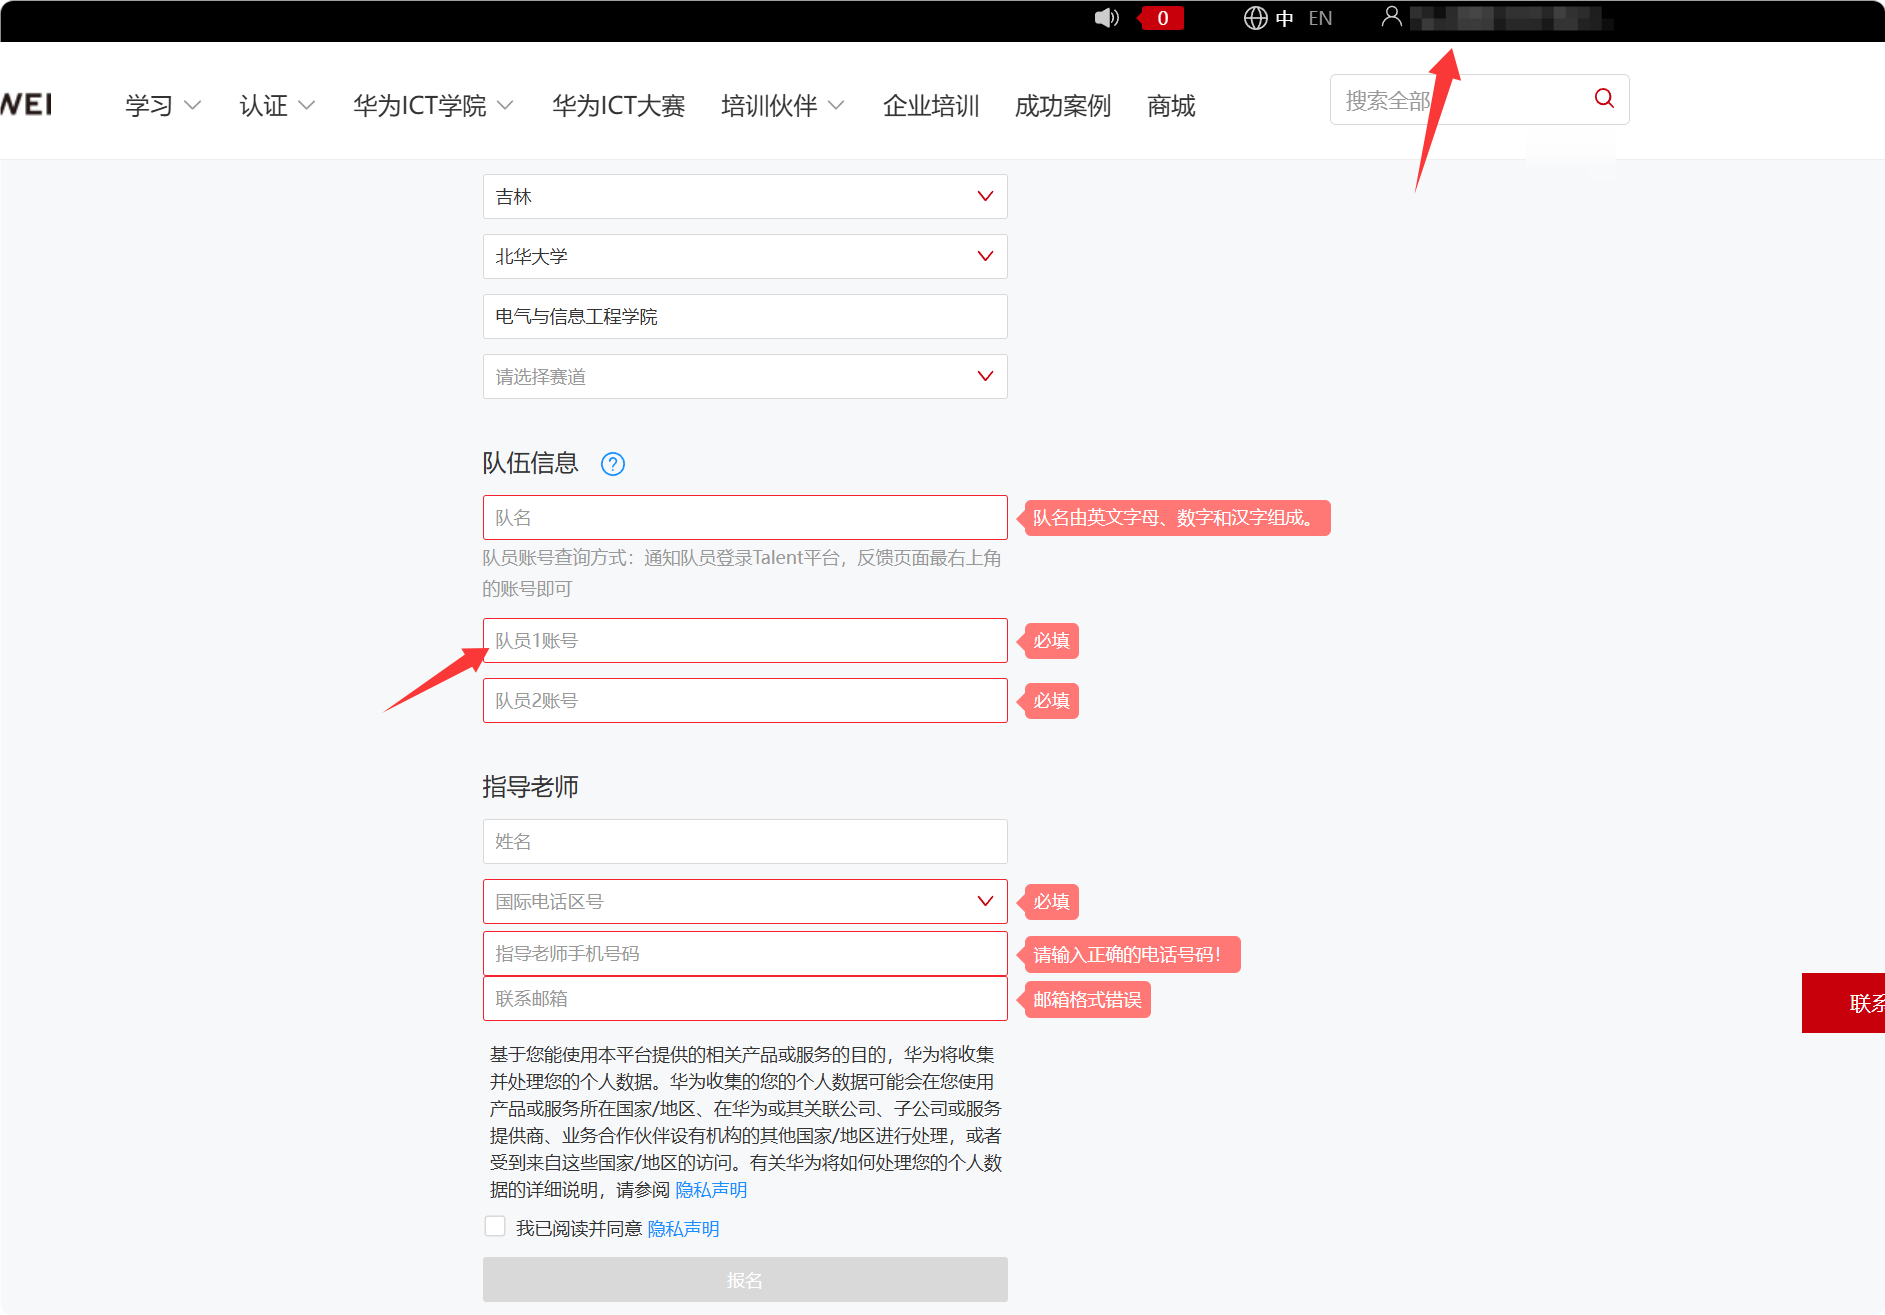 0 中 EN
WEI 学习 认证 华为ICT学院 华为ICT大赛 培训伙伴 企业培训 成功案例 商城 搜索全部
吉林
北华大学
电气与信息工程学院
请选择赛道
队伍信息 ?
队名 队名由英文字母、数字和汉字组成。
队员账号查询方式：通知队员登录Talent平台，反馈页面最右上角
的账号即可
队员1账号 必填
队员2账号 必填
指导老师
姓名
国际电话区号 必填
指导老师手机号码 请输入正确的电话号码！
联系邮箱 邮箱格式错误
联系
基于您能使用本平台提供的相关产品或服务的目的，华为将收集
并处理您的个人数据。华为收集的您的个人数据可能会在您使用
产品或服务所在国家/地区、在华为或其关联公司、子公司或服务
提供商、业务合作伙伴设有机构的其他国家/地区进行处理，或者
受到来自这些国家/地区的访问。有关华为将如何处理您的个人数
据的详细说明，请参阅 隐私声明
我已阅读并同意 隐私声明
报名